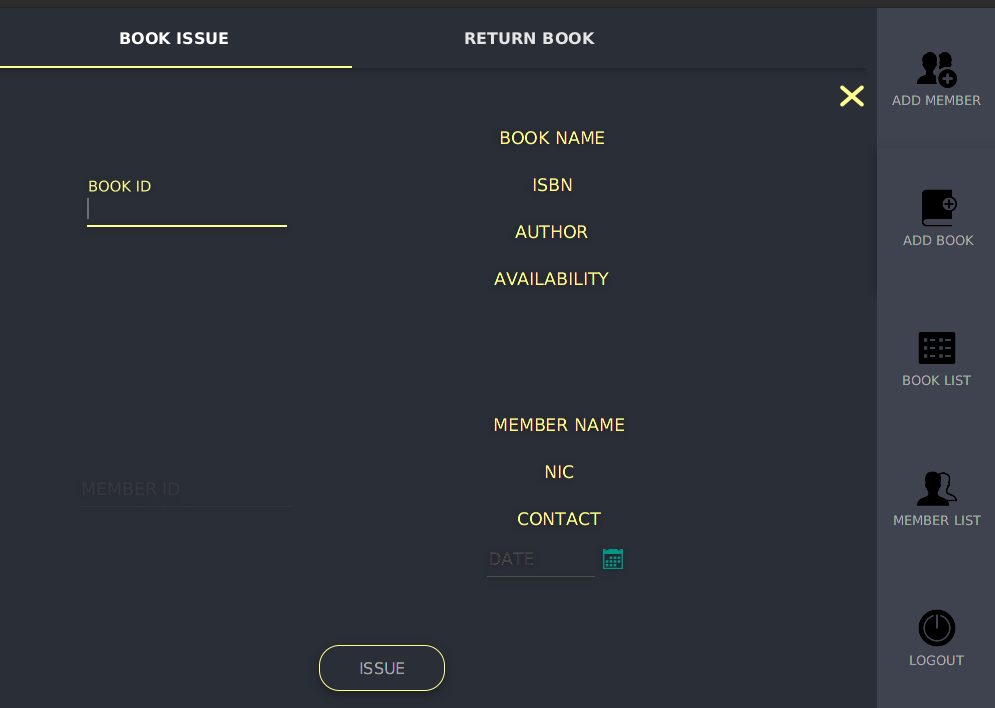 BOOK ISSUE
RETURN BOOK
BOOK ID
BOOK NAME
ISBN
AUTHOR
AVAILABILITY
MEMBER ID
MEMBER NAME
NIC
CONTACT
DATE
ISSUE
ADD MEMBER
ADD BOOK
BOOK LIST
MEMBER LIST
LOGOUT